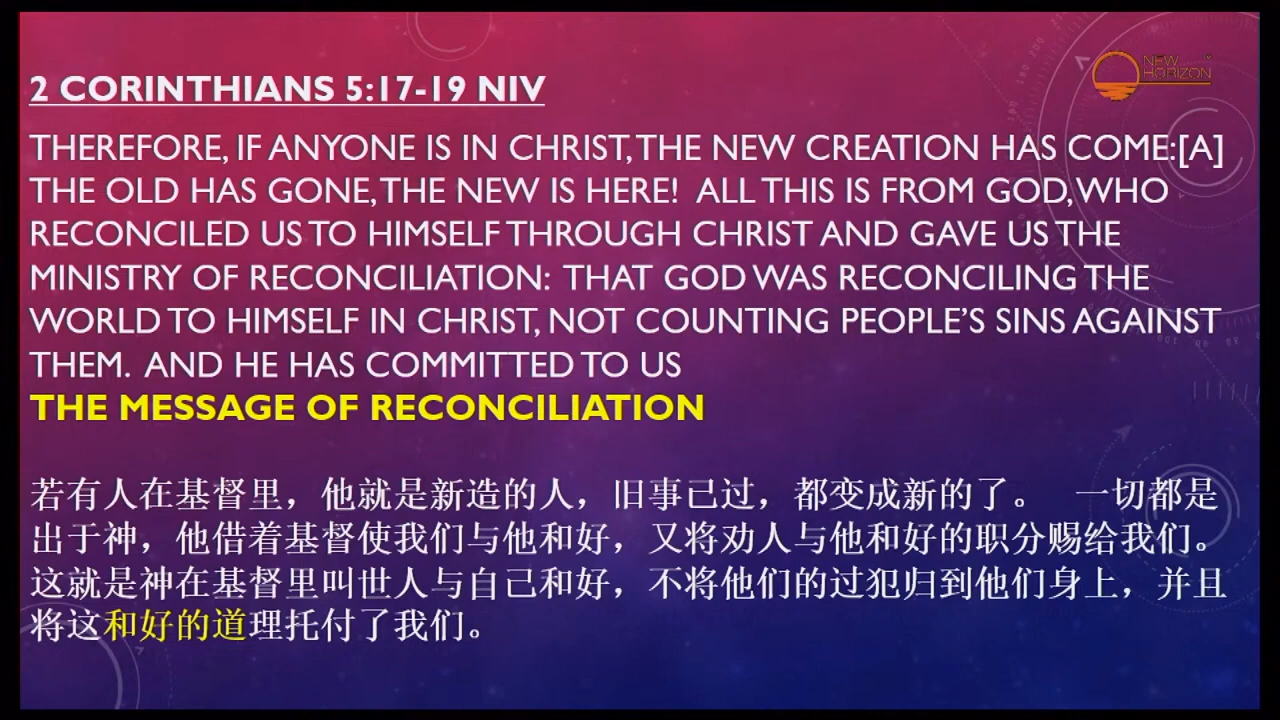 2 CORINTHIANS 5:17-19 NIV
NEW
HORIZON
THEREFORE, IF ANYONE IS IN CHRIST, THE NEW CREATION HAS COME:[A]
THE OLD HAS GONE, THE NEW IS HERE! ALL THIS IS FROM GOD, WHO
RECONCILED US TO HIMSELF THROUGH CHRIST AND GAVE US THE
MINISTRY OF RECONCILIATION: THAT GOD WAS RECONCILING THE
WORLD TO HIMSELF IN CHRIST, NOT COUNTING PEOPLE’S SINS AGAINST
THEM. AND HE HAS COMMITTED TO US
THE MESSAGE OF RECONCILIATION
若有人在基督里，他就是新造的人，旧事已过，都变成新的了。 一切都是
出于神，他借着基督使我们与他和好，又将劝人与他和好的职分赐给我们。
这就是神在基督里叫世人与自己和好，不将他们的过犯归到他们身上，并且
将这和好的道理托付了我们。